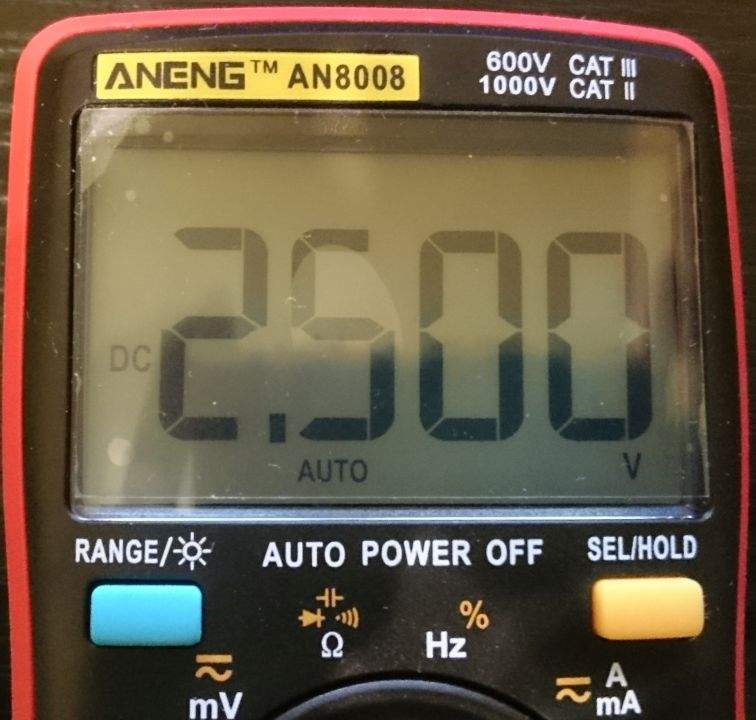 ANENG™ AN8008
600V CAT III
1000V CAT II
2.500
DC
AUTO V
RANGE/
AUTO POWER OFF
SEL/HOLD
%
Ω
Hz
mV
A
mA